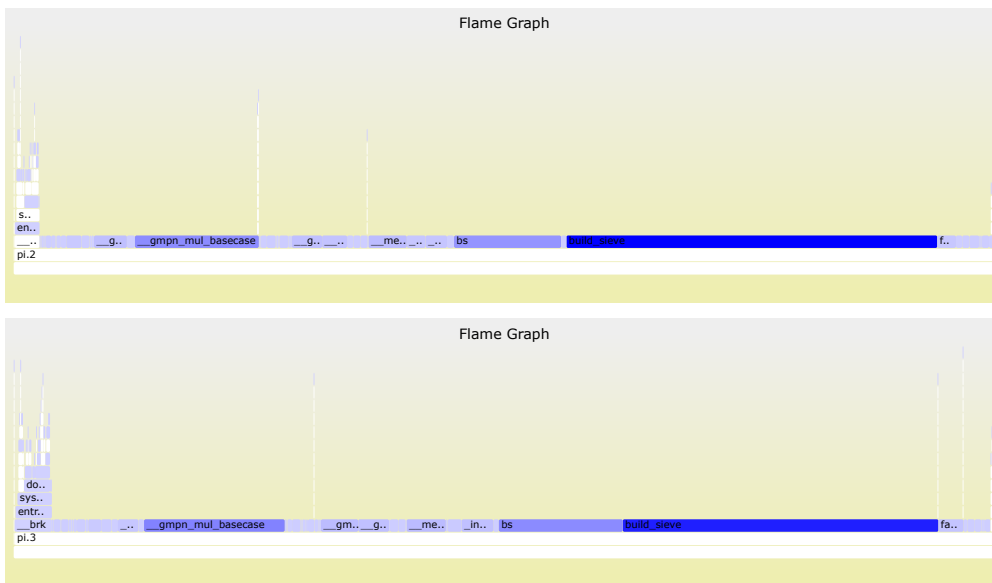 Flame Graph
s..
en..
__..
__g..
__gmpn_mul_basecase
__g..
__..
__me..
_..
_..
bs
build_sieve
f..
pi.2
Flame Graph
do..
sys..
entr..
__brk
_..
__gmpn_mul_basecase
__gm..
__g..
__me..
_in..
bs
build_sieve
fa..
pi.3